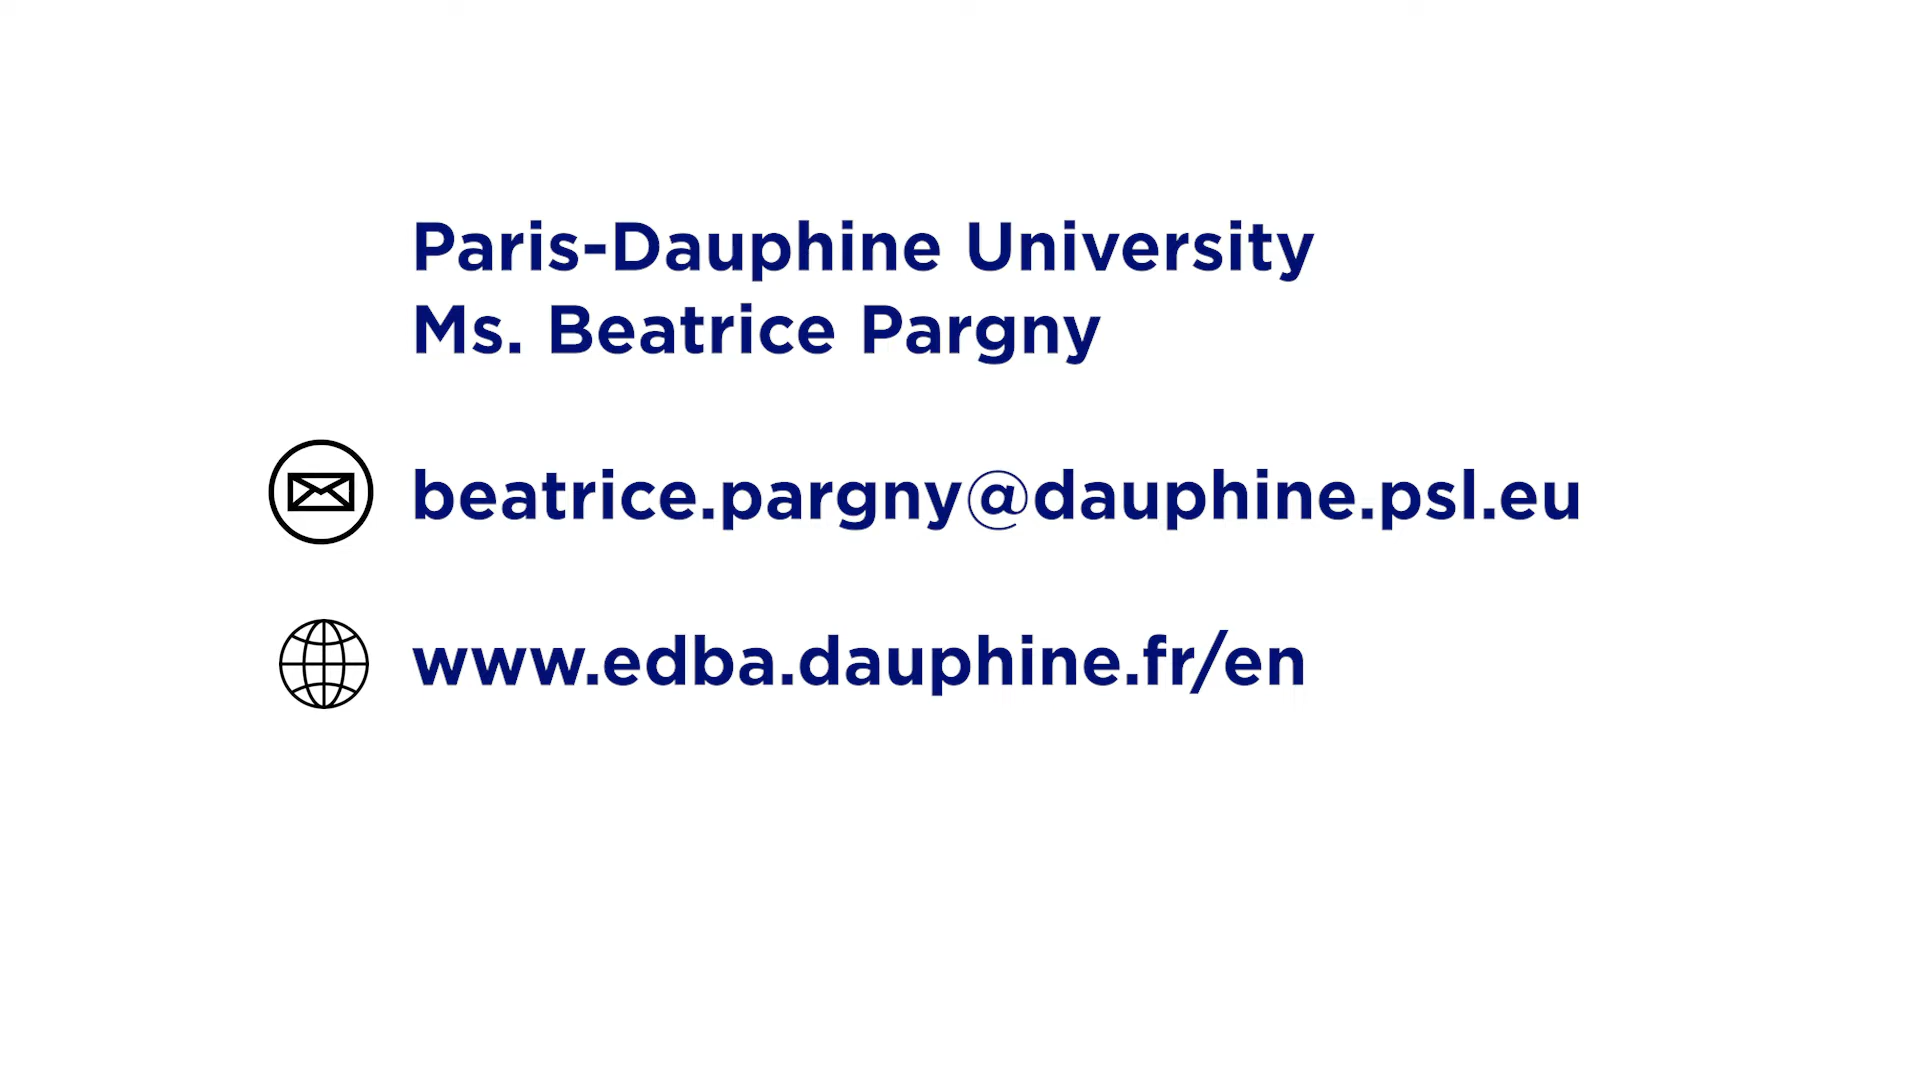 Paris-Dauphine University
Ms. Beatrice Pargny
beatrice.pargny@dauphine.psl.eu
www.edba.dauphine.fr/en